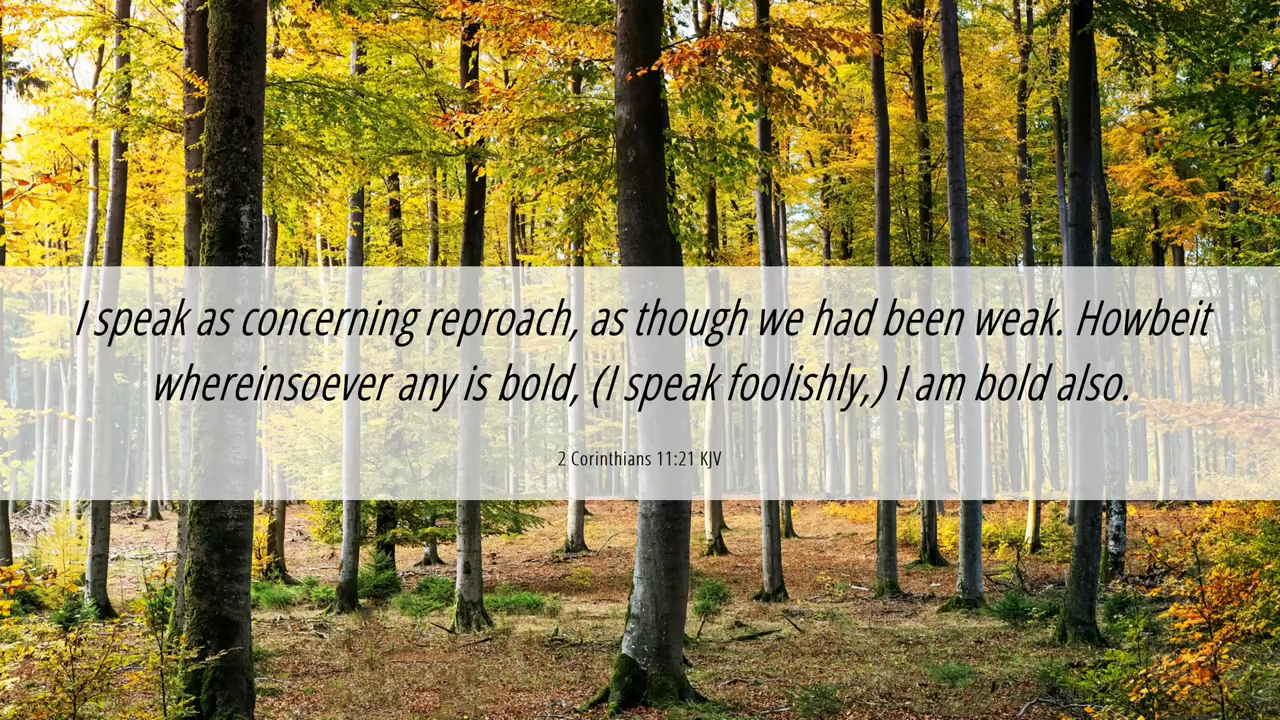 I speak as concerning reproach, as though we had been weak. Howbeit
whereinsoever any is bold, (I speak foolishly,) I am bold also.
2 Corinthians 11:21 KJV